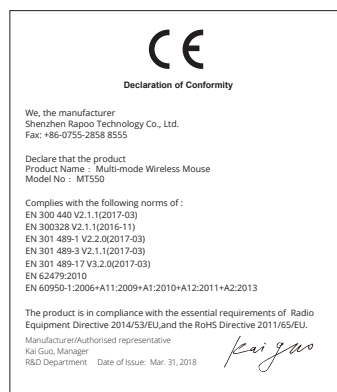 CE
Declaration of Conformity
We, the manufacturer
Shenzhen Rapoo Technology Co., Ltd.
Fax: +86-0755-2858 8555
Declare that the product
Product Name： Multi-mode Wireless Mouse
Model No： MT550
Complies with the following norms of :
EN 300 440 V2.1.1(2017-03)
EN 300328 V2.1.1(2016-11)
EN 301 489-1 V2.2.0(2017-03)
EN 301 489-3 V2.1.1(2017-03)
EN 301 489-17 V3.2.0(2017-03)
EN 62479:2010
EN 60950-1:2006+A11:2009+A1:2010+A12:2011+A2:2013
The product is in compliance with the essential requirements of Radio
Equipment Directive 2014/53/EU,and the RoHS Directive 2011/65/EU.
Manufacturer/Authorised representative
Kai Guo, Manager
R&D Department Date of Issue: Mar. 31, 2018
Kai guo